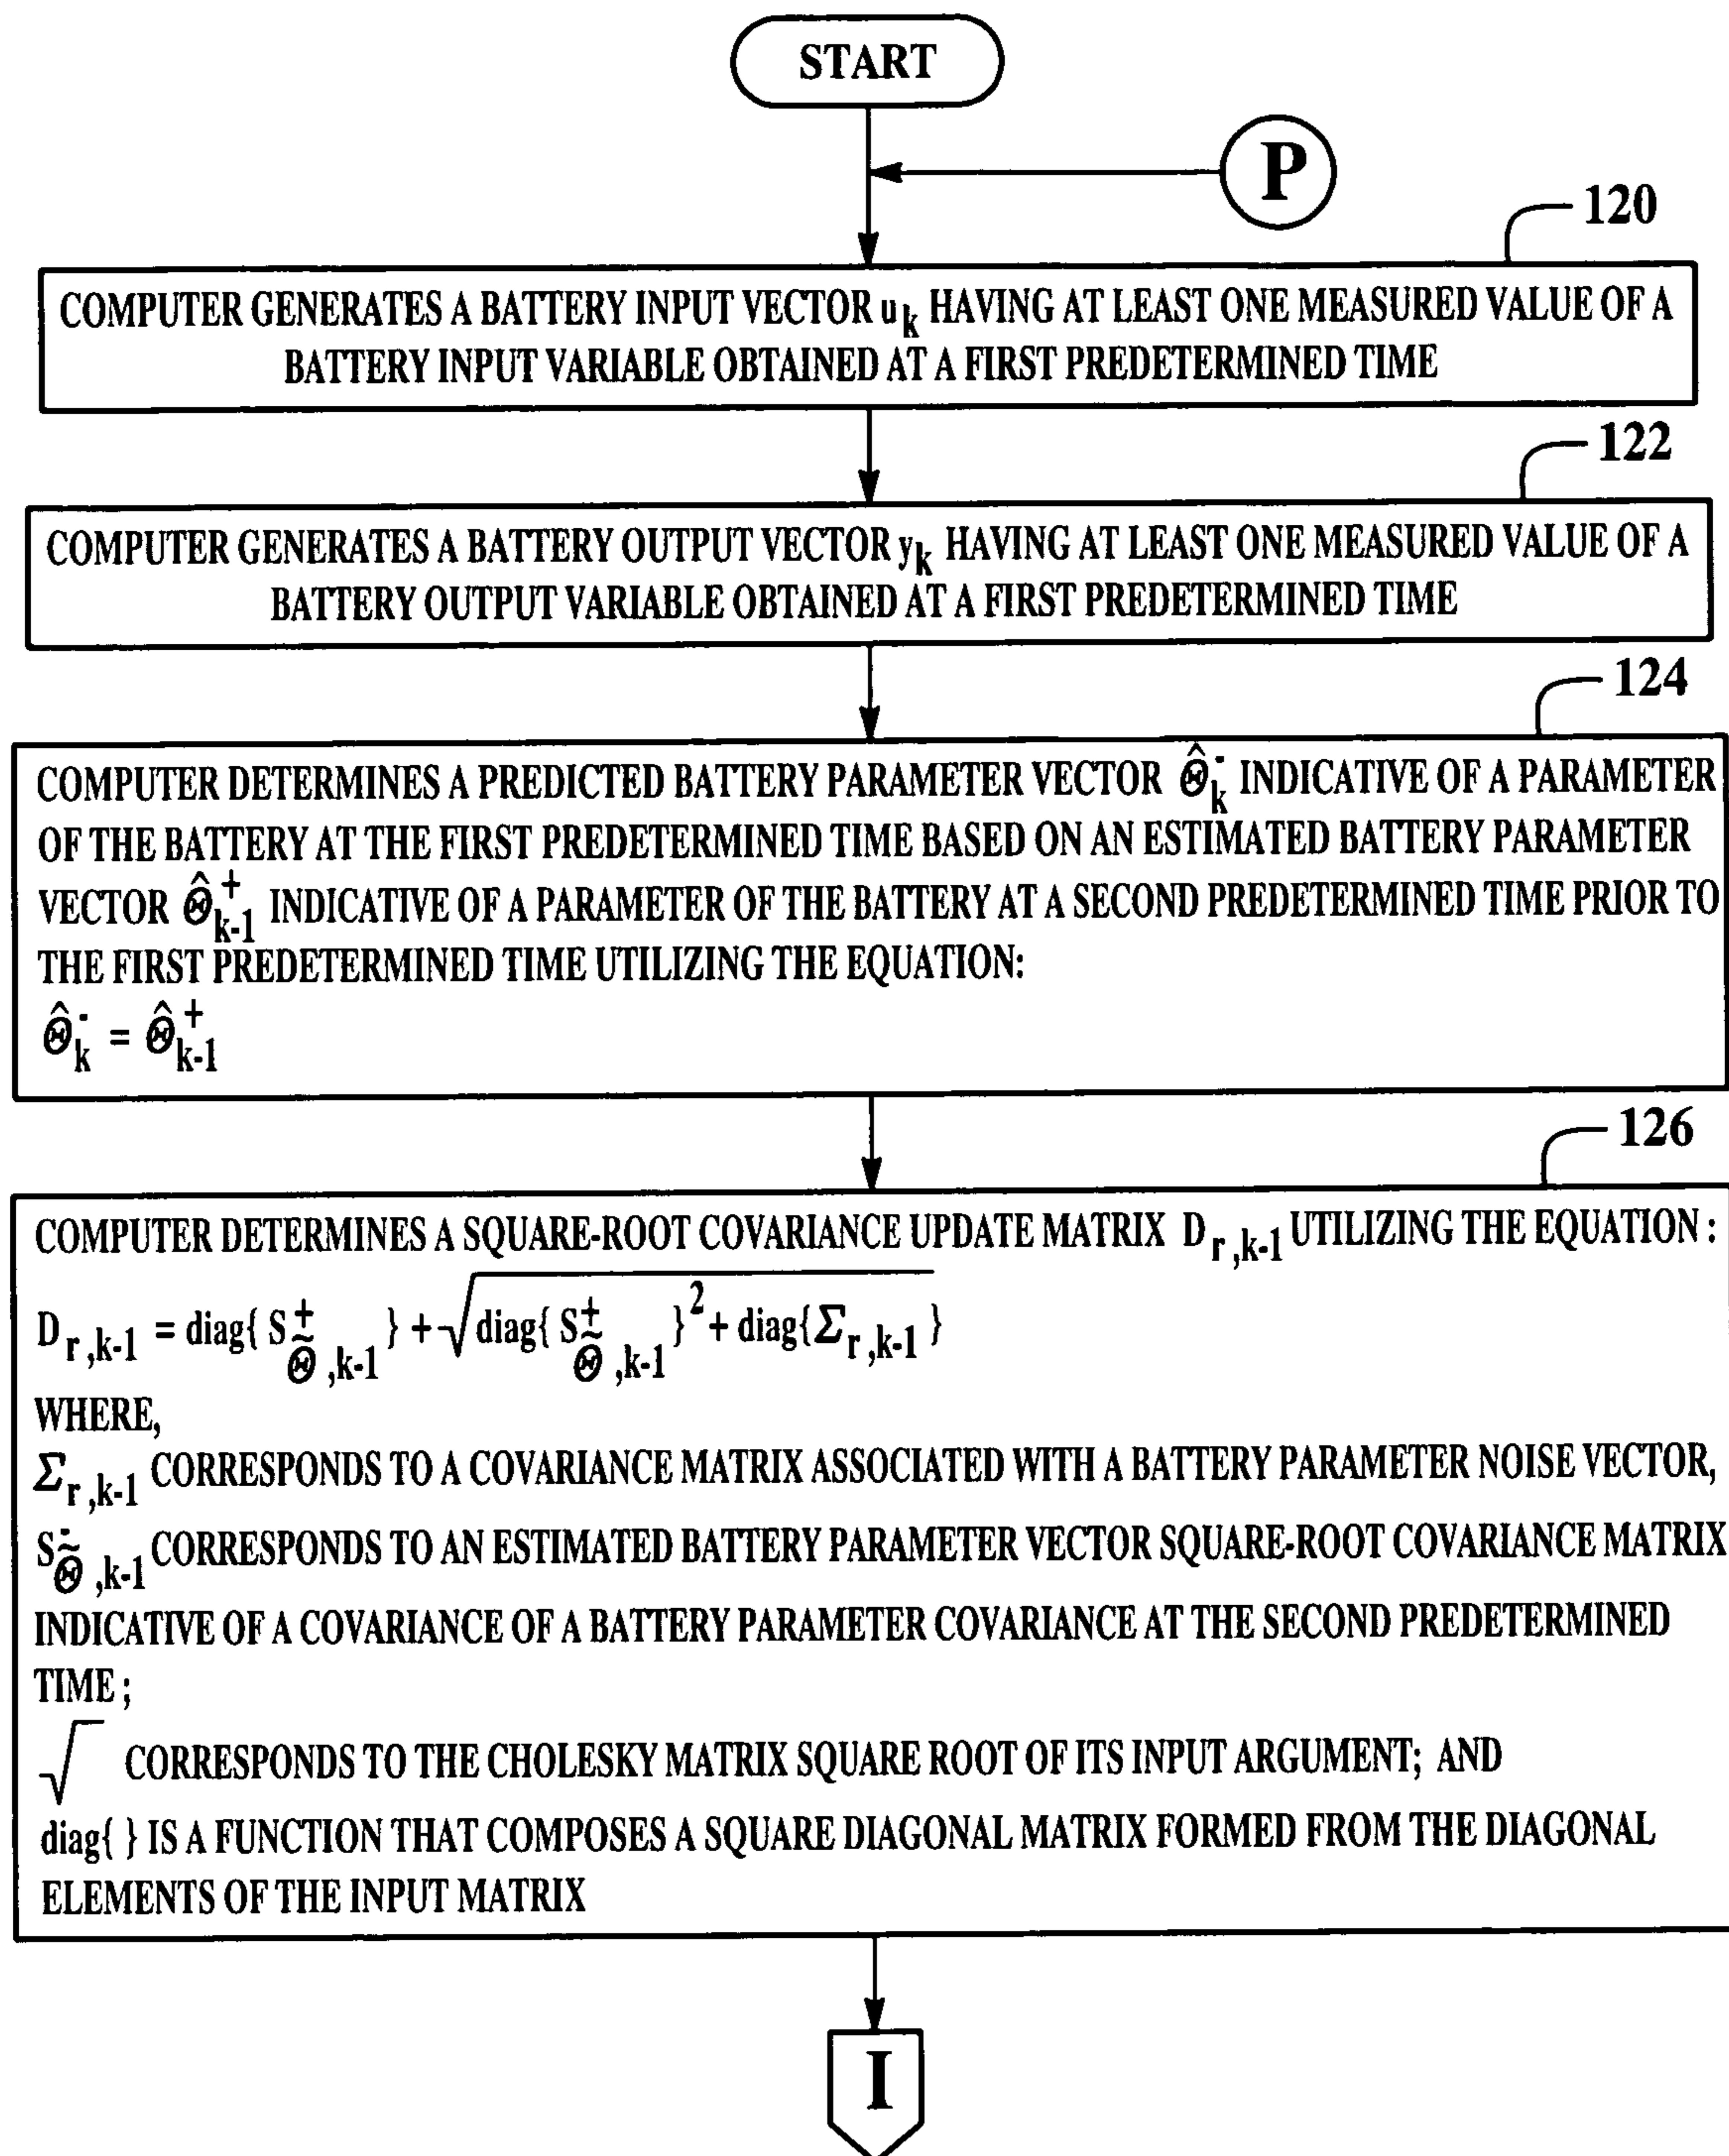 START
P
120
COMPUTER GENERATES A BATTERY INPUT VECTOR u_k HAVING AT LEAST ONE MEASURED VALUE OF A
BATTERY INPUT VARIABLE OBTAINED AT A FIRST PREDETERMINED TIME
122
COMPUTER GENERATES A BATTERY OUTPUT VECTOR y_k HAVING AT LEAST ONE MEASURED VALUE OF A
BATTERY OUTPUT VARIABLE OBTAINED AT A FIRST PREDETERMINED TIME
124
COMPUTER DETERMINES A PREDICTED BATTERY PARAMETER VECTOR Θ̂_k^- INDICATIVE OF A PARAMETER
OF THE BATTERY AT THE FIRST PREDETERMINED TIME BASED ON AN ESTIMATED BATTERY PARAMETER
VECTOR Θ̂_{k-1}^+ INDICATIVE OF A PARAMETER OF THE BATTERY AT A SECOND PREDETERMINED TIME PRIOR TO
THE FIRST PREDETERMINED TIME UTILIZING THE EQUATION:
Θ̂_k^- = Θ̂_{k-1}^+
126
COMPUTER DETERMINES A SQUARE-ROOT COVARIANCE UPDATE MATRIX D_{r,k-1} UTILIZING THE EQUATION :
D_{r,k-1} = diag{ S^+_{Θ̃,k-1} } + √(diag{ S^+_{Θ̃,k-1} }^2 + diag{Σ_{r,k-1} })
WHERE,
Σ_{r,k-1} CORRESPONDS TO A COVARIANCE MATRIX ASSOCIATED WITH A BATTERY PARAMETER NOISE VECTOR,
S^-_{Θ̃,k-1} CORRESPONDS TO AN ESTIMATED BATTERY PARAMETER VECTOR SQUARE-ROOT COVARIANCE MATRIX
INDICATIVE OF A COVARIANCE OF A BATTERY PARAMETER COVARIANCE AT THE SECOND PREDETERMINED
TIME ;
√ CORRESPONDS TO THE CHOLESKY MATRIX SQUARE ROOT OF ITS INPUT ARGUMENT; AND
diag{ } IS A FUNCTION THAT COMPOSES A SQUARE DIAGONAL MATRIX FORMED FROM THE DIAGONAL
ELEMENTS OF THE INPUT MATRIX
I